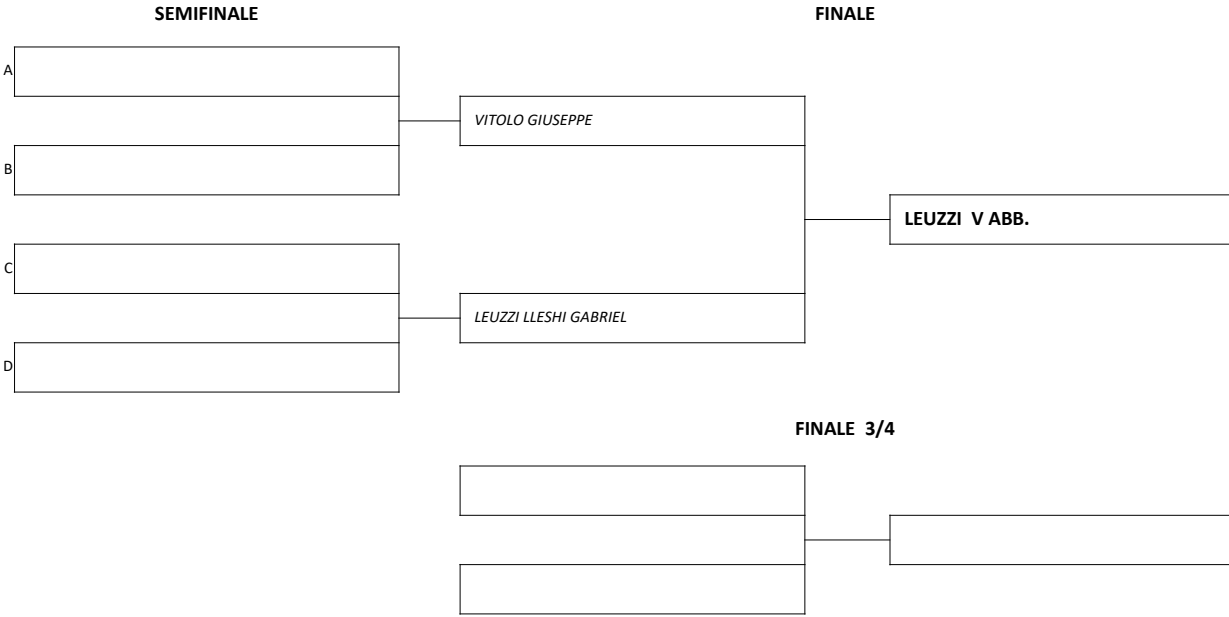 SEMIFINALE FINALE
A
VITOLO GIUSEPPE
B
LEUZZI  V ABB.
C
LEUZZI LLESHI GABRIEL
D
FINALE  3/4